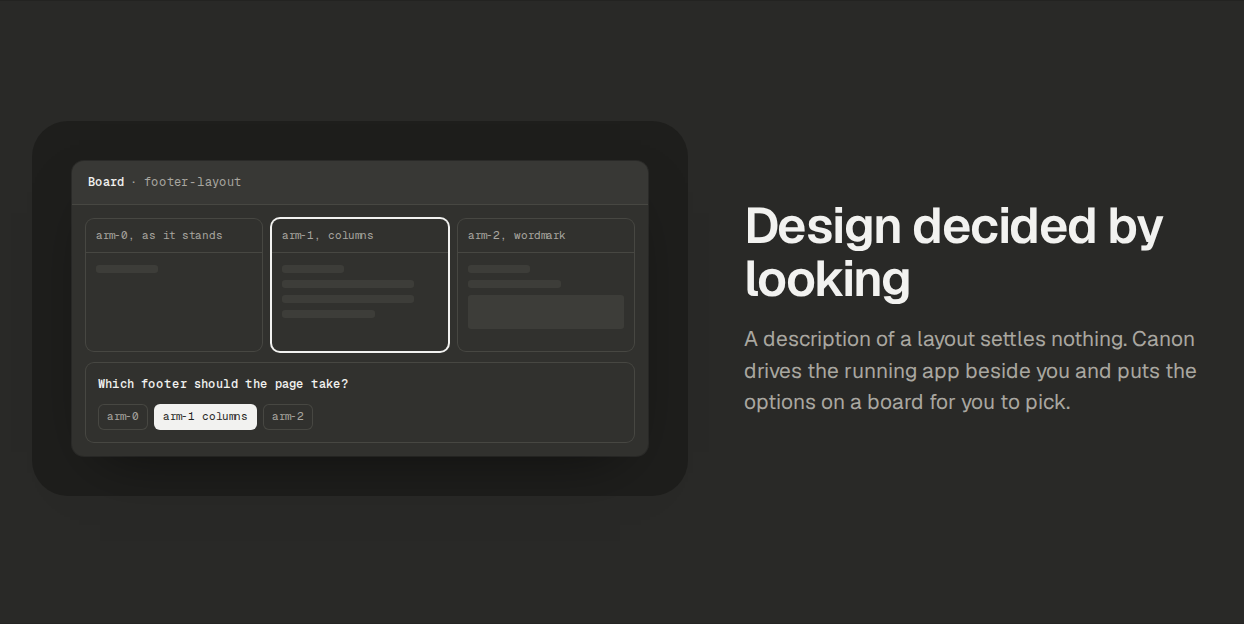 Board · footer-layout
arm-0, as it stands
arm-1, columns
arm-2, wordmark
Which footer should the page take?
arm-0
arm-1 columns
arm-2
Design decided by
looking
A description of a layout settles nothing. Canon
drives the running app beside you and puts the
options on a board for you to pick.